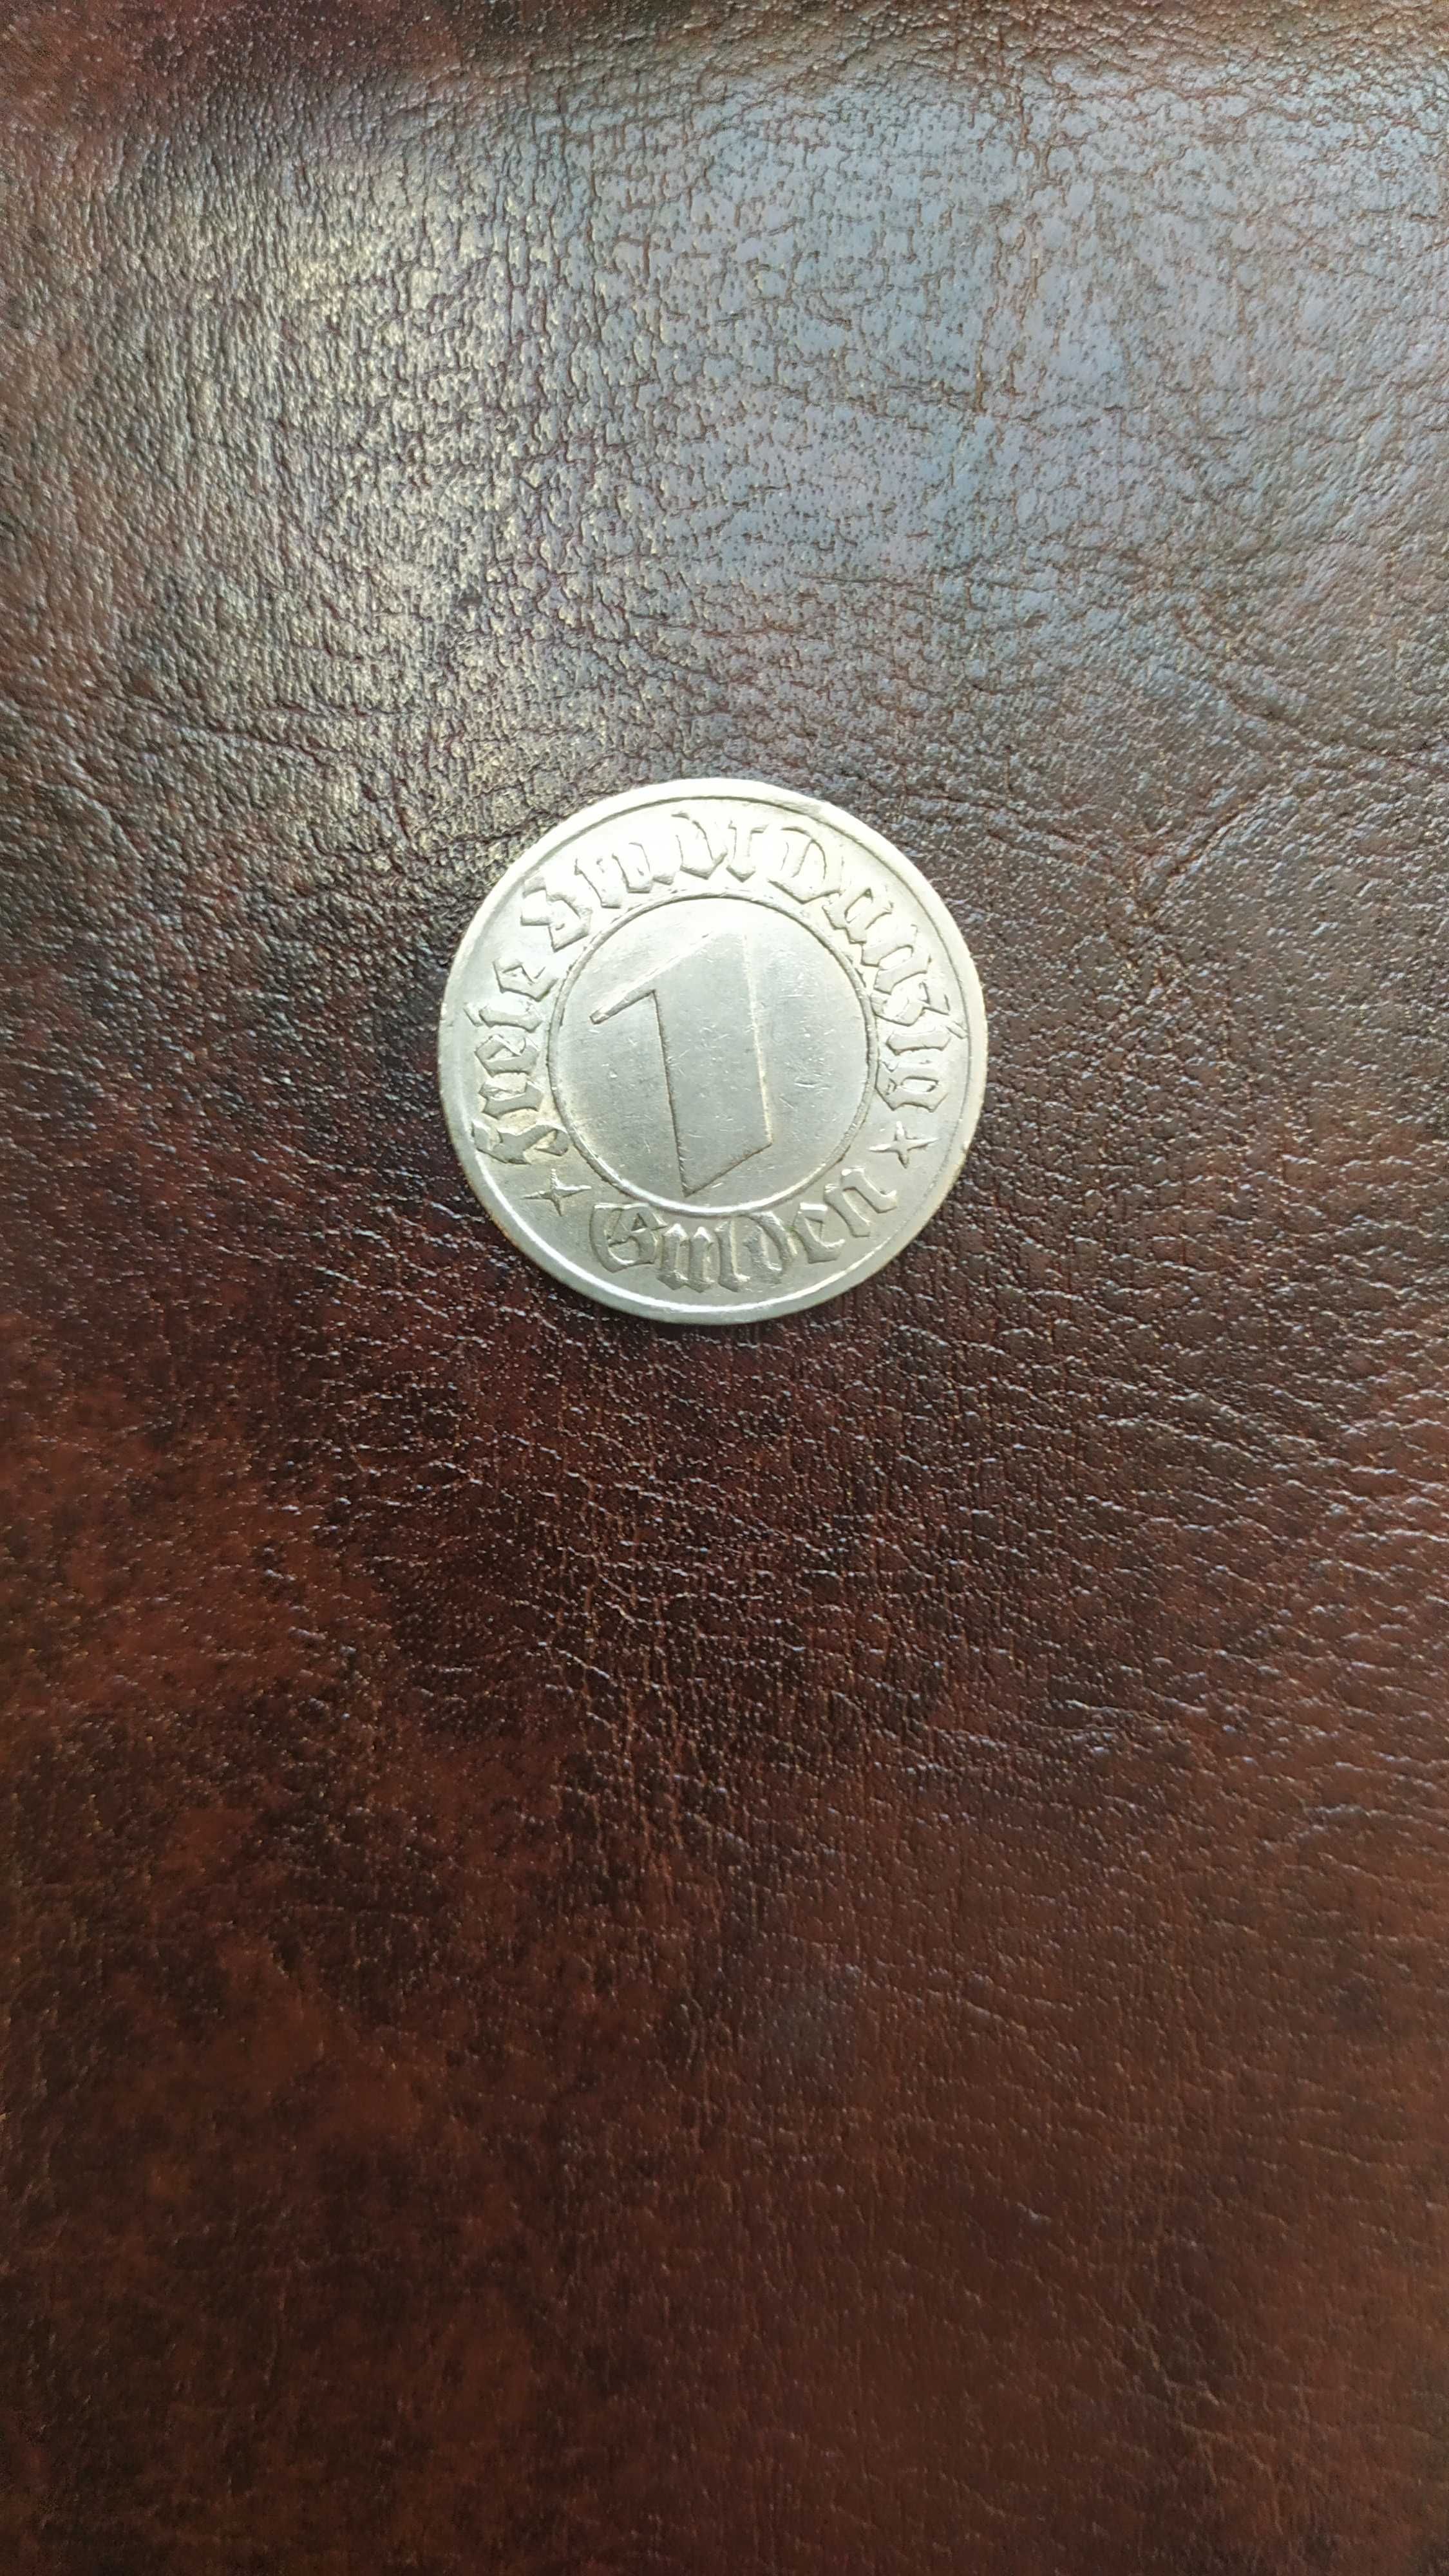 Freie Stadt Danzig
1
Gulden